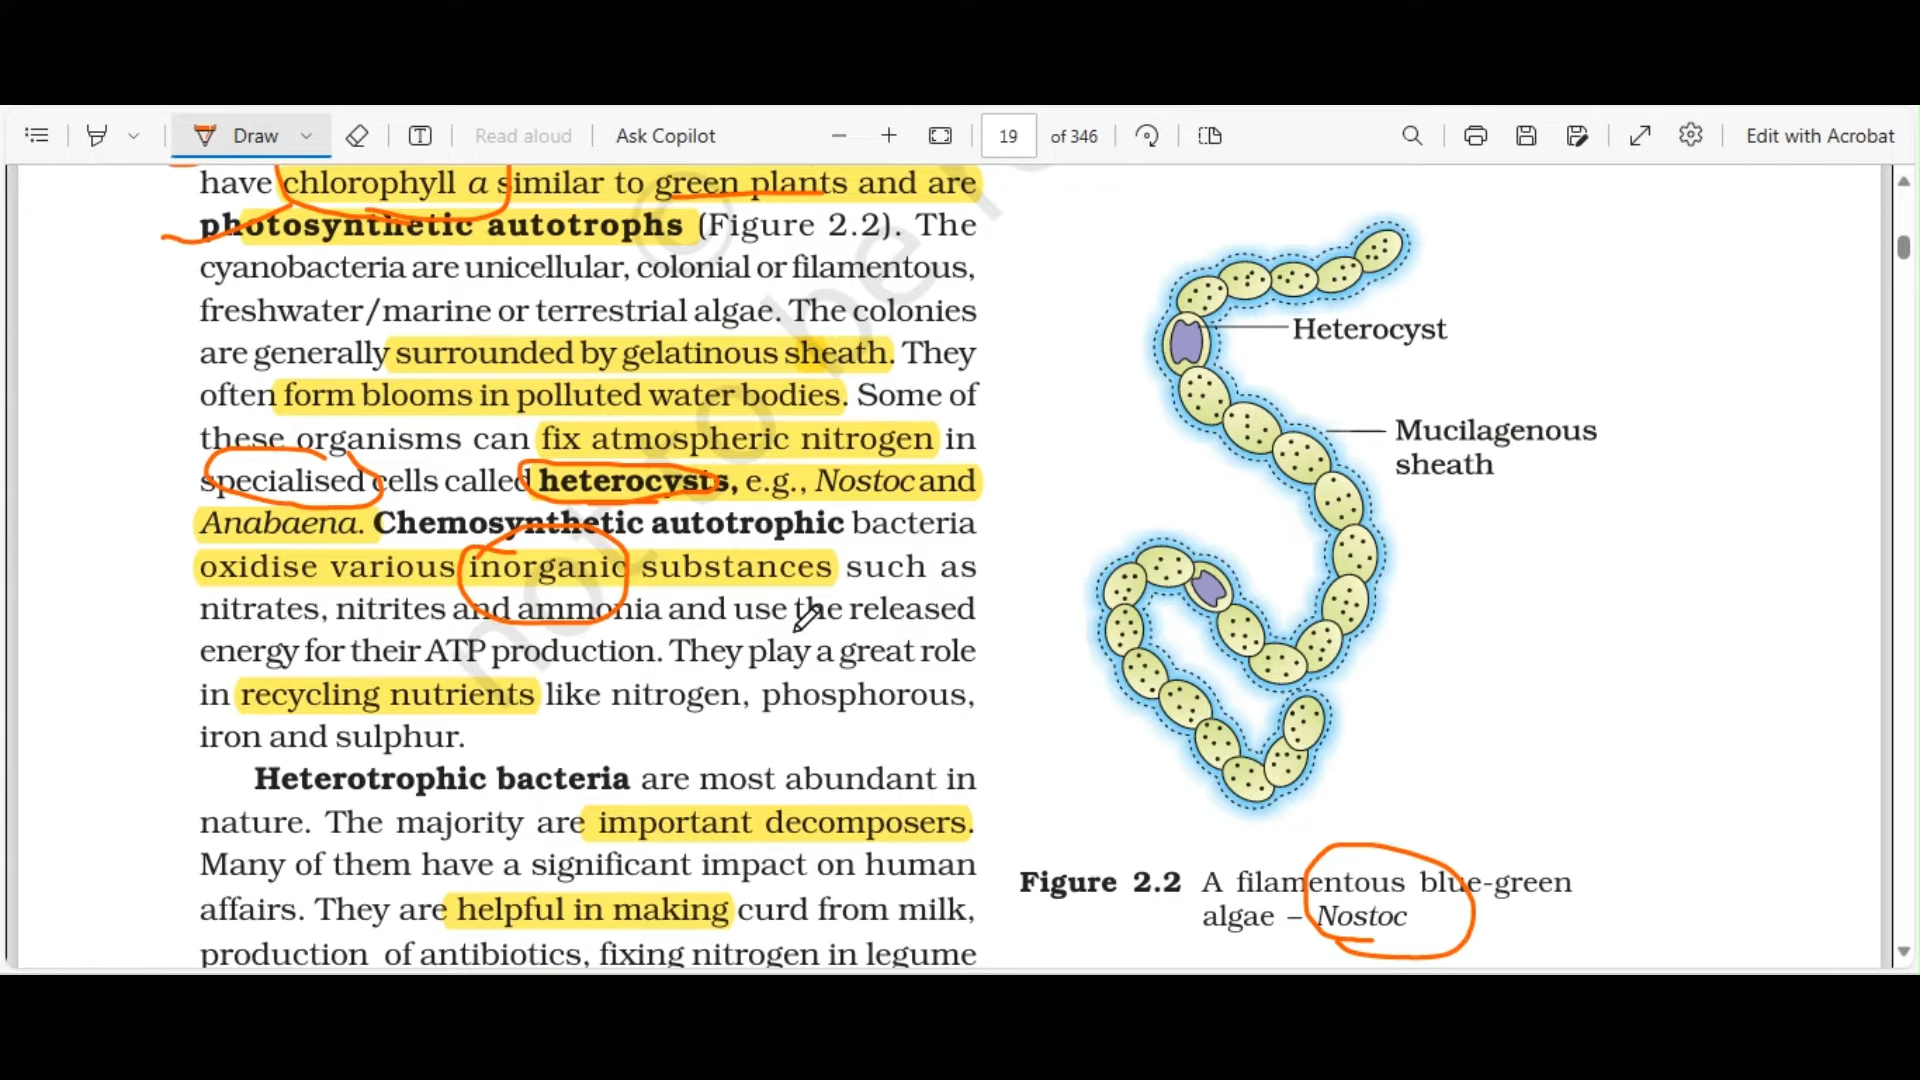 Draw
Read aloud
Ask Copilot
19
of 346
Edit with Acrobat
have chlorophyll a similar to green plants and are
photosynthetic autotrophs (Figure 2.2). The
cyanobacteria are unicellular, colonial or filamentous,
freshwater/marine or terrestrial algae. The colonies
are generally surrounded by gelatinous sheath. They
often form blooms in polluted water bodies. Some of
these organisms can fix atmospheric nitrogen in
specialised cells called heterocysts, e.g., Nostoc and
Anabaena. Chemosynthetic autotrophic bacteria
oxidise various inorganic substances such as
nitrates, nitrites and ammonia and use the released
energy for their ATP production. They play a great role
in recycling nutrients like nitrogen, phosphorous,
iron and sulphur.
Heterotrophic bacteria are most abundant in
nature. The majority are important decomposers.
Many of them have a significant impact on human
affairs. They are helpful in making curd from milk,
production of antibiotics, fixing nitrogen in legume
Heterocyst
Mucilagenous
sheath
Figure 2.2 A filamentous blue-green
algae – Nostoc
©
not to be re